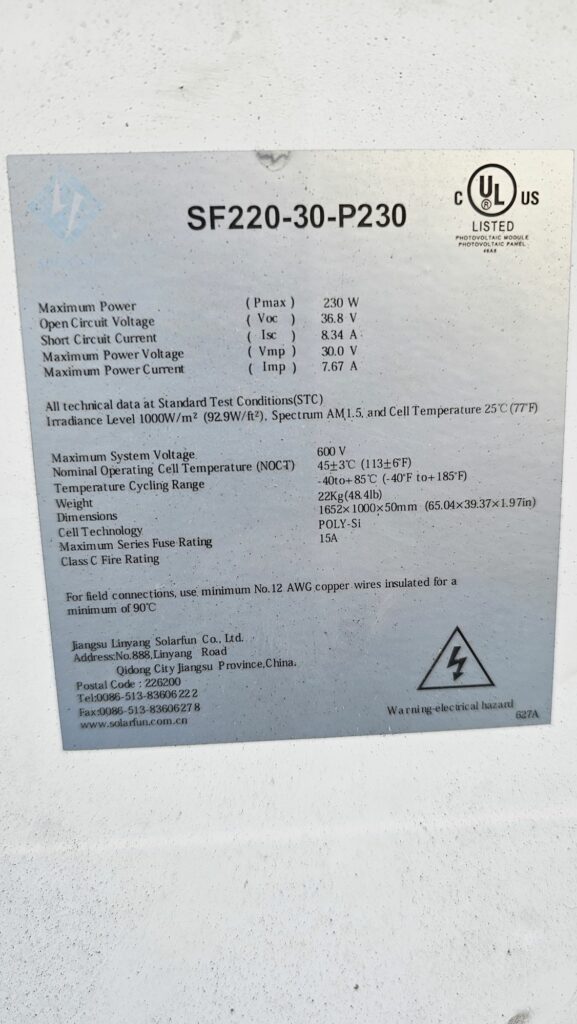 SF220-30-P230
C UL ® US
LISTED
PHOTOVOLTAIC MODULE
PHOTOVOLTAIC PANEL
46A8
Maximum Power ( Pmax ) 230 W
Open Circuit Voltage ( Voc ) 36.8 V
Short Circuit Current ( Isc ) 8.34 A
Maximum Power Voltage ( Vmp ) 30.0 V
Maximum Power Current ( Imp ) 7.67 A
All technical data at Standard Test Conditions(STC)
Irradiance Level 1000W/m² (92.9W/ft²), Spectrum AM1.5, and Cell Temperature 25℃(77℉)
Maximum System Voltage 600 V
Nominal Operating Cell Temperature (NOCT) 45±3℃ (113±6℉)
Temperature Cycling Range -40to+85℃ (-40℉ to+185℉)
Weight 22Kg(48.4lb)
Dimensions 1652×1000×50mm (65.04×39.37×1.97in)
Cell Technology POLY-Si
Maximum Series Fuse Rating 15A
Class C Fire Rating
For field connections, use minimum No.12 AWG copper wires insulated for a
minimum of 90℃
Jiangsu Linyang Solarfun Co., Ltd.
Address:No.888,Linyang Road
Qidong City Jiangsu Province,China.
Postal Code : 226200
Tel:0086-513-83606222
Fax:0086-513-83606278
www.solarfun.com.cn
Warning-electrical hazard
627A